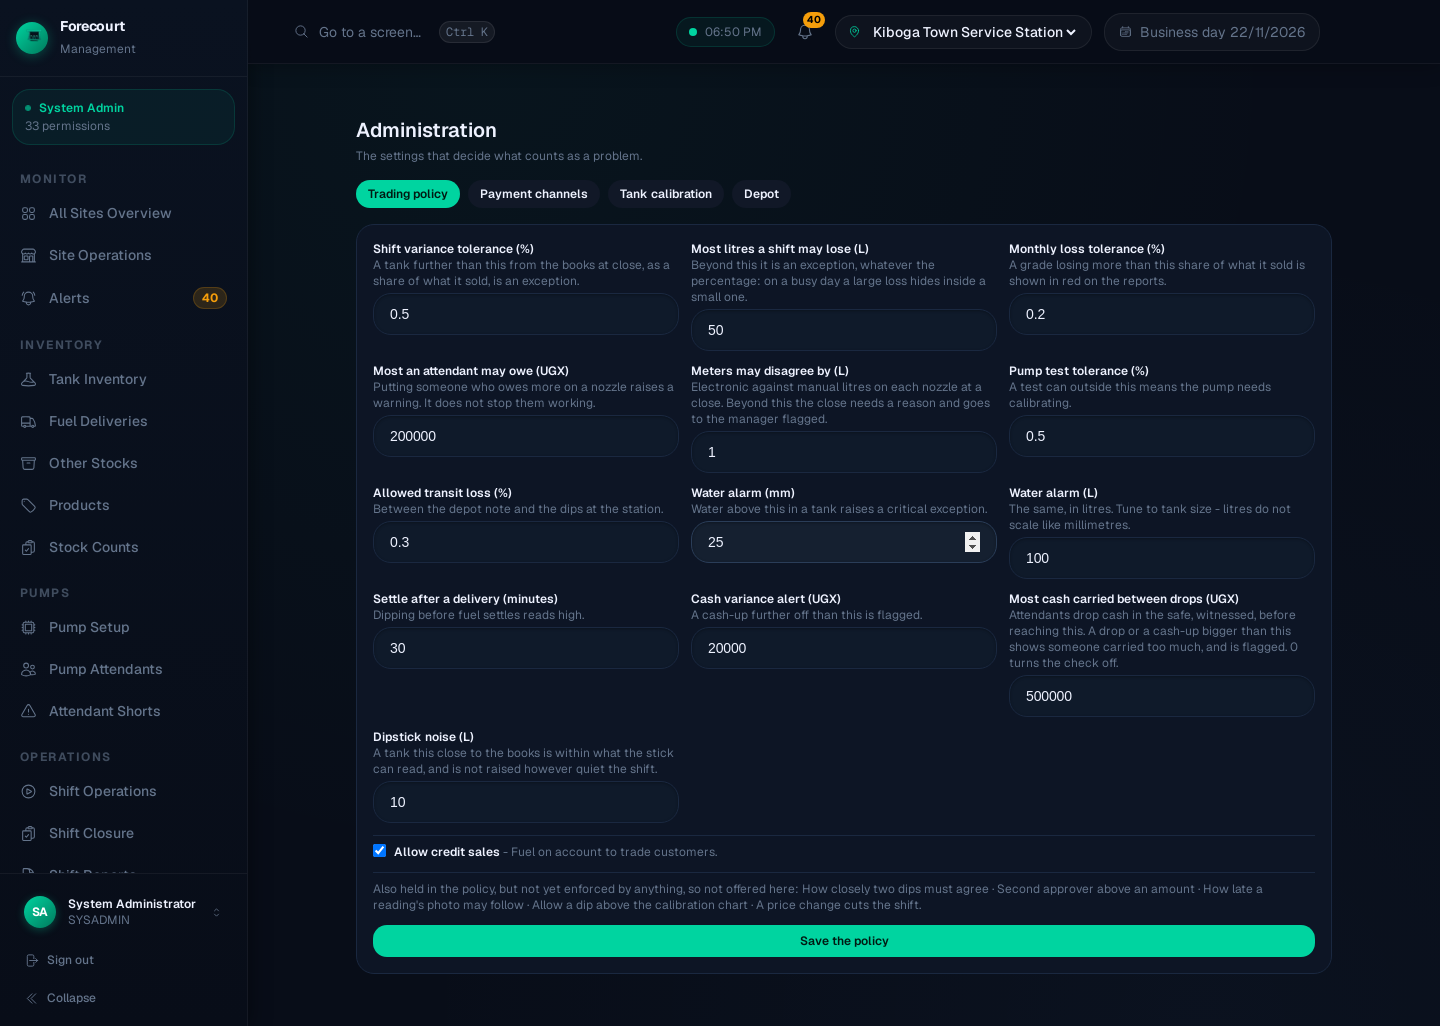 Forecourt
Management
Go to a screen...
Ctrl K
06:50 PM
40
Kiboga Town Service Station
Business day 22/11/2026
System Admin
33 permissions
MONITOR
All Sites Overview
Site Operations
Alerts
40
INVENTORY
Tank Inventory
Fuel Deliveries
Other Stocks
Products
Stock Counts
PUMPS
Pump Setup
Pump Attendants
Attendant Shorts
OPERATIONS
Shift Operations
Shift Closure
Shift Reports
SA
System Administrator
SYSADMIN
Sign out
Collapse
Administration
The settings that decide what counts as a problem.
Trading policy
Payment channels
Tank calibration
Depot
Shift variance tolerance (%)
A tank further than this from the books at close, as a
share of what it sold, is an exception.
0.5
Most litres a shift may lose (L)
Beyond this it is an exception, whatever the
percentage: on a busy day a large loss hides inside a
small one.
50
Monthly loss tolerance (%)
A grade losing more than this share of what it sold is
shown in red on the reports.
0.2
Most an attendant may owe (UGX)
Putting someone who owes more on a nozzle raises a
warning. It does not stop them working.
200000
Meters may disagree by (L)
Electronic against manual litres on each nozzle at a
close. Beyond this the close needs a reason and goes
to the manager flagged.
1
Pump test tolerance (%)
A test can outside this means the pump needs
calibrating.
0.5
Allowed transit loss (%)
Between the depot note and the dips at the station.
0.3
Water alarm (mm)
Water above this in a tank raises a critical exception.
25
Water alarm (L)
The same, in litres. Tune to tank size - litres do not
scale like millimetres.
100
Settle after a delivery (minutes)
Dipping before fuel settles reads high.
30
Cash variance alert (UGX)
A cash-up further off than this is flagged.
20000
Most cash carried between drops (UGX)
Attendants drop cash in the safe, witnessed, before
reaching this. A drop or a cash-up bigger than this
shows someone carried too much, and is flagged. 0
turns the check off.
500000
Dipstick noise (L)
A tank this close to the books is within what the stick
can read, and is not raised however quiet the shift.
10
Allow credit sales - Fuel on account to trade customers.
Also held in the policy, but not yet enforced by anything, so not offered here: How closely two dips must agree · Second approver above an amount · How late a
reading's photo may follow · Allow a dip above the calibration chart · A price change cuts the shift.
Save the policy